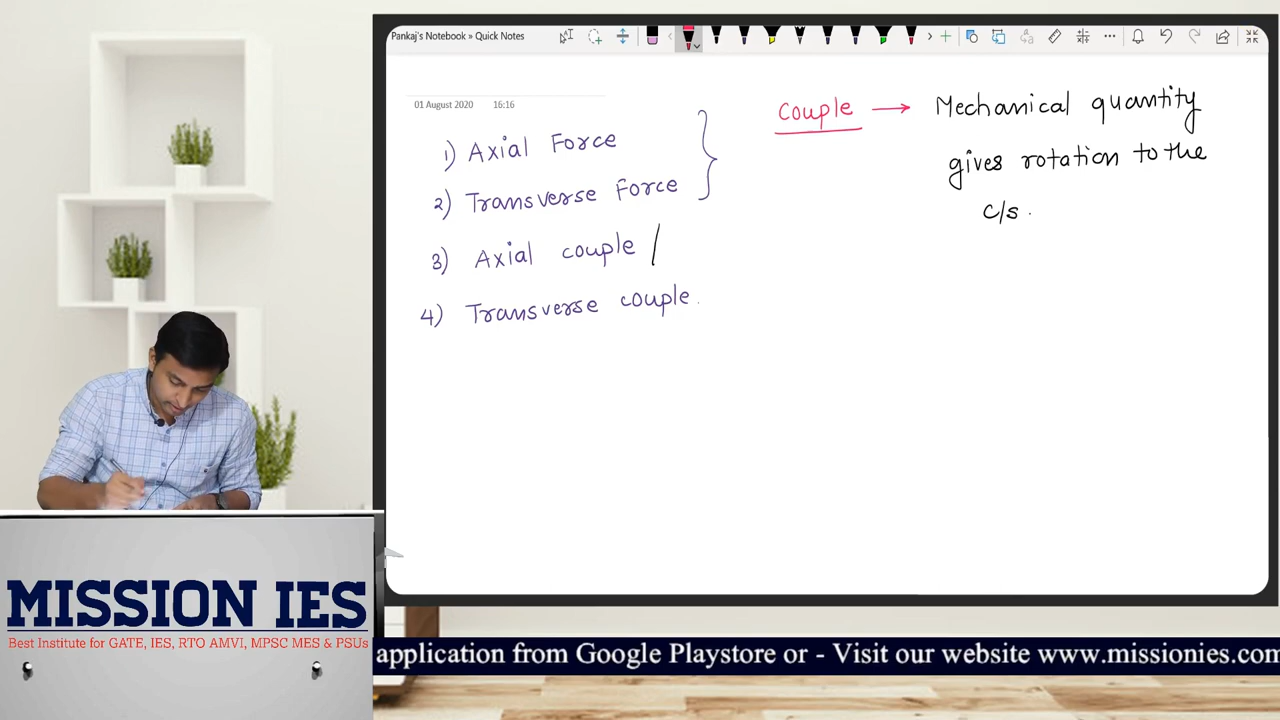 Pankaj's Notebook » Quick Notes
01 August 2020 16:16
1) Axial Force
2) Transverse Force
3) Axial couple /
4) Transverse couple.
Couple → Mechanical quantity
gives rotation to the
c/s.
MISSION IES
Best Institute for GATE, IES, RTO AMVI, MPSC MES & PSUs
application from Google Playstore or - Visit our website www.missionies.com